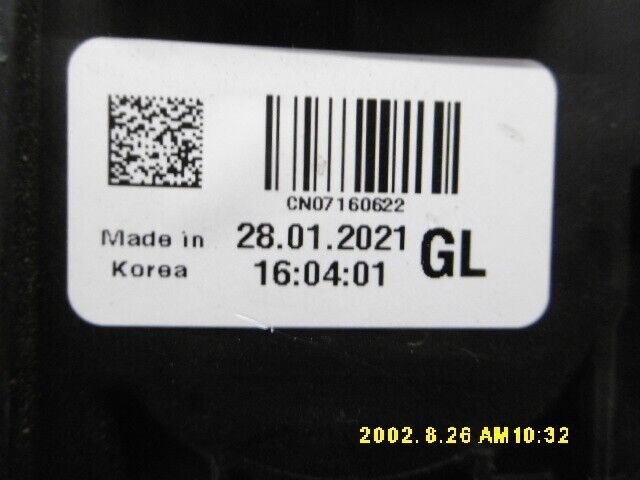 CN07160622
Made in
Korea
28.01.2021
16:04:01
GL
2002. 8.26 AM10:32